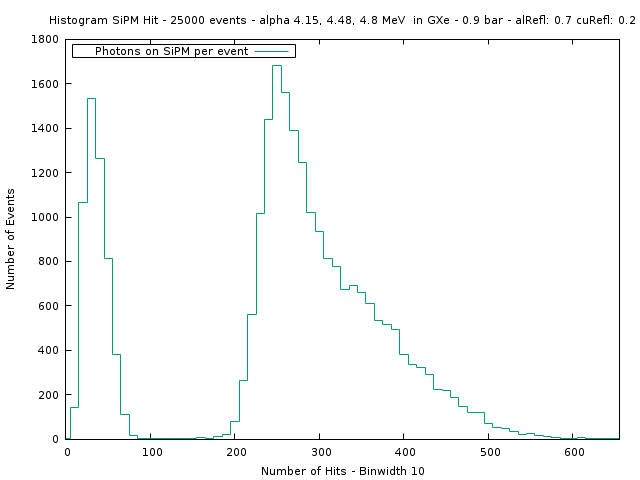 Histogram SiPM Hit - 25000 events - alpha 4.15, 4.48, 4.8 MeV  in GXe - 0.9 bar - alRefl: 0.7 cuRefl: 0.2
1800
Photons on SiPM per event
1600
1400
1200
1000
800
600
400
200
0
Number of Events
0 100 200 300 400 500 600
Number of Hits - Binwidth 10